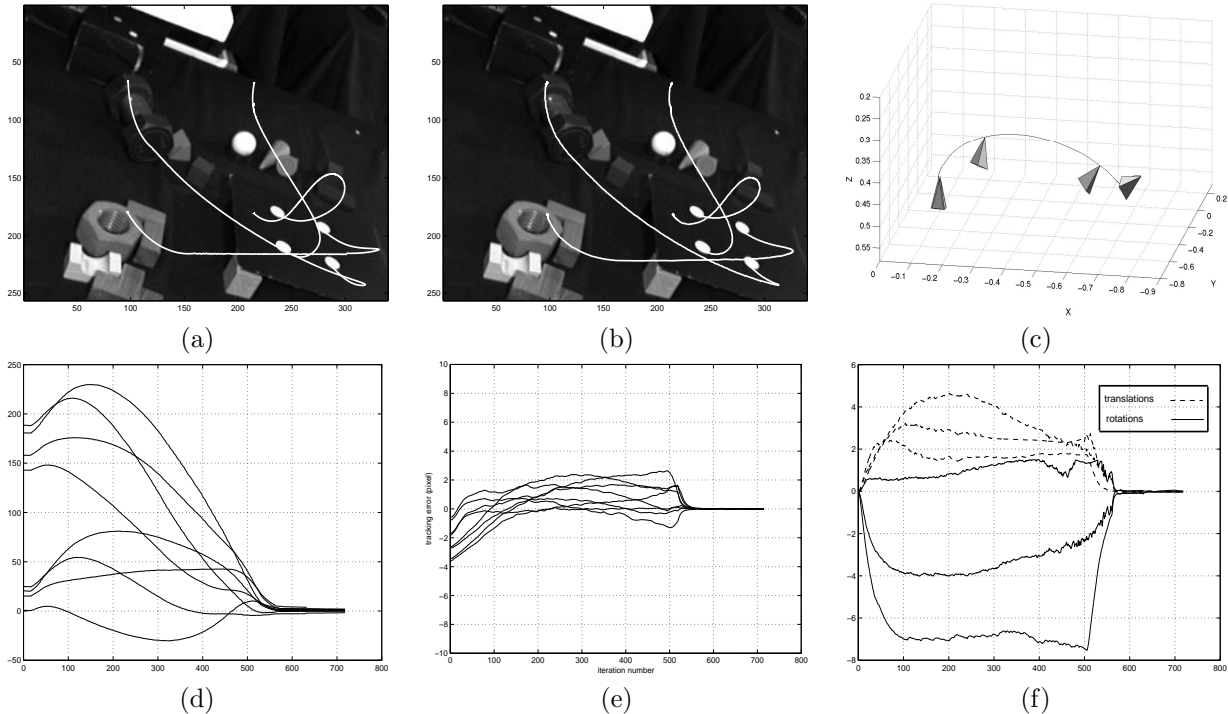 50
100
150
200
250
50 100 150 200 250 300
(a)
50
100
150
200
250
50 100 150 200 250 300
(b)
0.2
0.25
0.3
0.35
0.4
0.45
0.5
0.55
Z
0 −0.1 −0.2 −0.3 −0.4 −0.5 −0.6 −0.7 −0.8 −0.9
X
0.2
0
−0.2
−0.4
−0.6
−0.8
Y
(c)
250
200
150
100
50
0
−50
0 100 200 300 400 500 600 700 800
(d)
10
8
6
4
2
0
−2
−4
−6
−8
−10
tracking error (pixel)
0 100 200 300 400 500 600 700 800
iteration number
(e)
6
4
2
0
−2
−4
−6
−8
translations
rotations
0 100 200 300 400 500 600 700 800
(f)